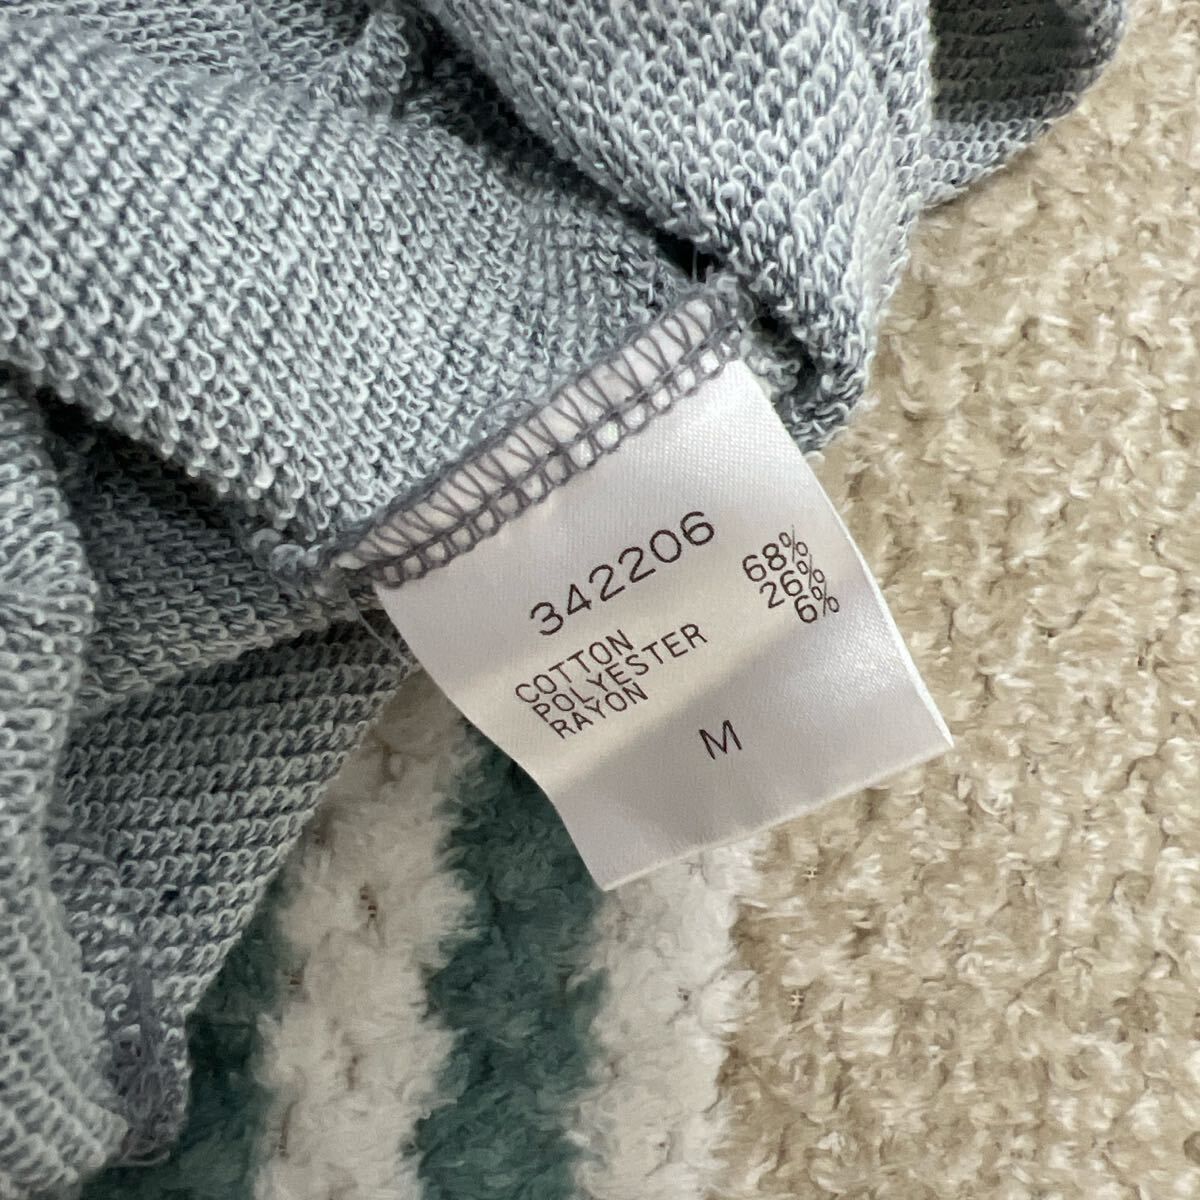 342206
COTTON 68%
POLYESTER 26%
RAYON 6%
M